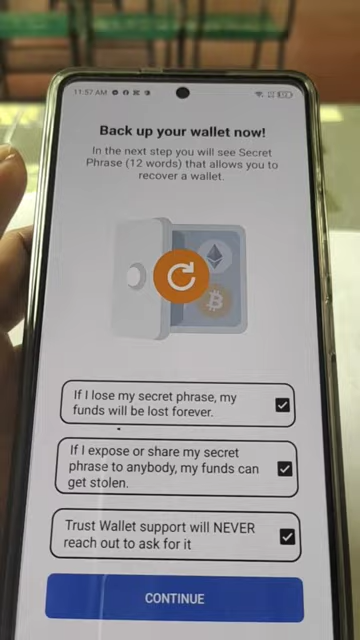 11:57 AM
Back up your wallet now!
In the next step you will see Secret
Phrase (12 words) that allows you to
recover a wallet.
If I lose my secret phrase, my
funds will be lost forever.
If I expose or share my secret
phrase to anybody, my funds can
get stolen.
Trust Wallet support will NEVER
reach out to ask for it
CONTINUE